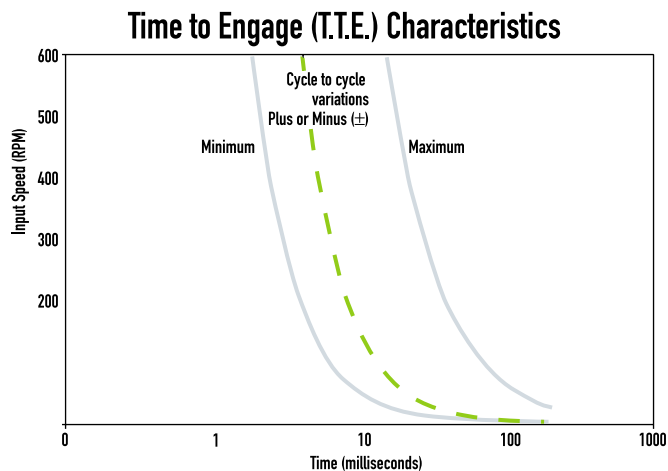 Time to Engage (T.T.E.) Characteristics
600
500
400
300
200
Input Speed (RPM)
Cycle to cycle
variations
Plus or Minus (±)
Minimum
Maximum
0
1
10
100
1000
Time (milliseconds)